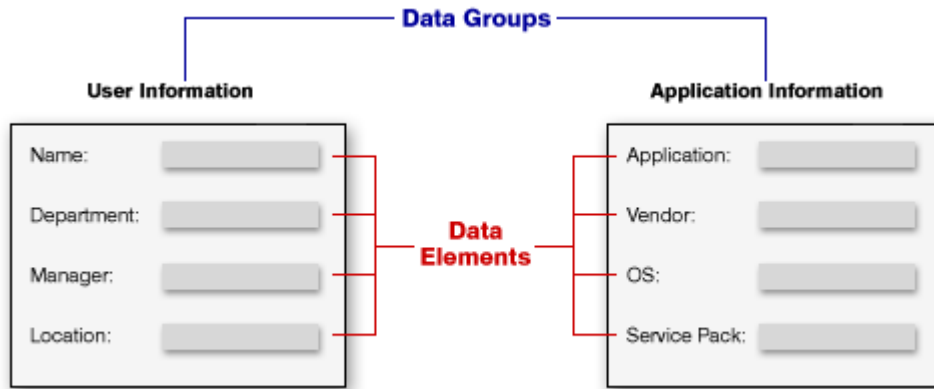 Data Groups
User Information
Application Information
Name:
Department:
Manager:
Location:
Data
Elements
Application:
Vendor:
OS:
Service Pack: